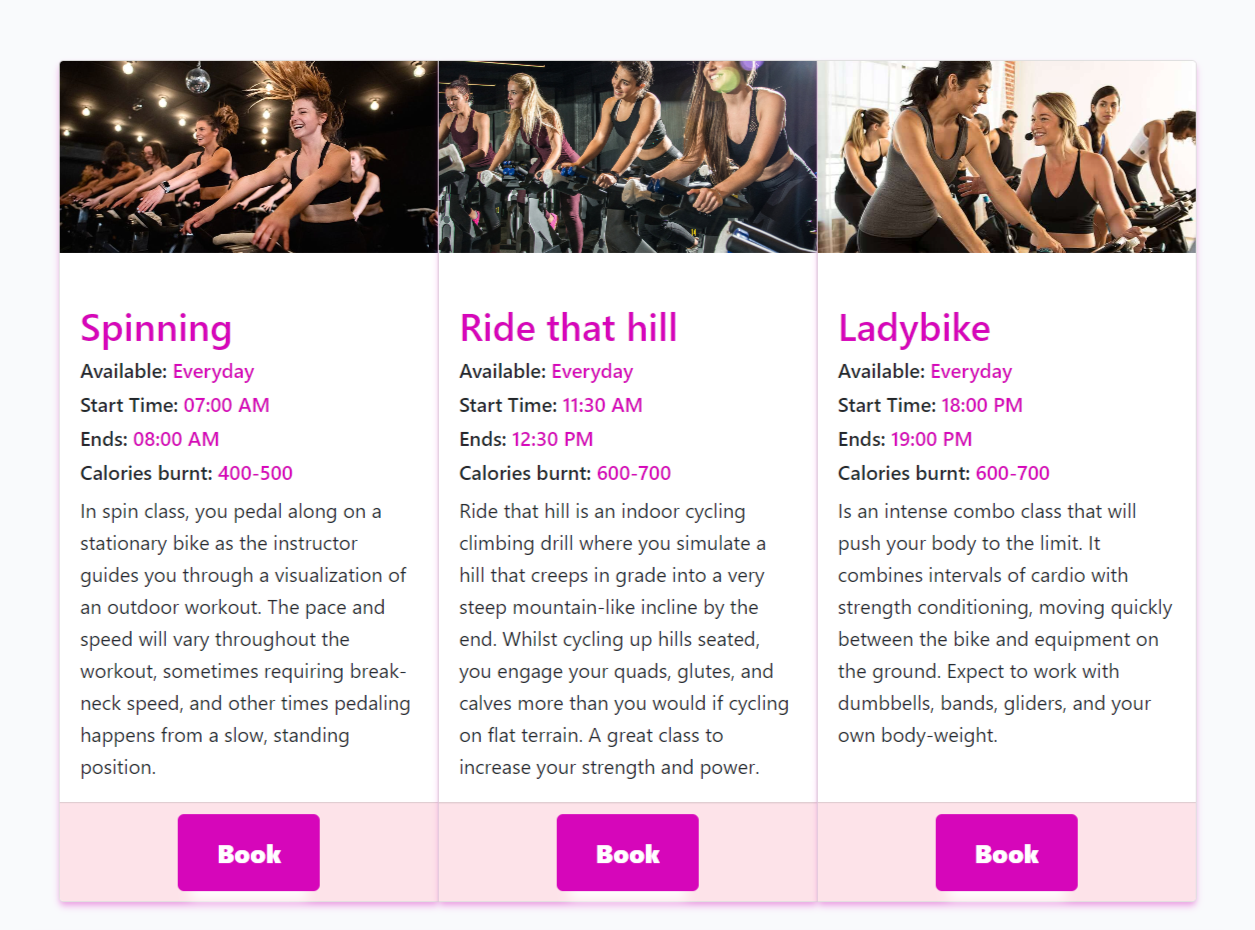 Spinning
Available: Everyday
Start Time: 07:00 AM
Ends: 08:00 AM
Calories burnt: 400-500
In spin class, you pedal along on a
stationary bike as the instructor
guides you through a visualization of
an outdoor workout. The pace and
speed will vary throughout the
workout, sometimes requiring break-
neck speed, and other times pedaling
happens from a slow, standing
position.
Book
Ride that hill
Available: Everyday
Start Time: 11:30 AM
Ends: 12:30 PM
Calories burnt: 600-700
Ride that hill is an indoor cycling
climbing drill where you simulate a
hill that creeps in grade into a very
steep mountain-like incline by the
end. Whilst cycling up hills seated,
you engage your quads, glutes, and
calves more than you would if cycling
on flat terrain. A great class to
increase your strength and power.
Book
Ladybike
Available: Everyday
Start Time: 18:00 PM
Ends: 19:00 PM
Calories burnt: 600-700
Is an intense combo class that will
push your body to the limit. It
combines intervals of cardio with
strength conditioning, moving quickly
between the bike and equipment on
the ground. Expect to work with
dumbbells, bands, gliders, and your
own body-weight.
Book